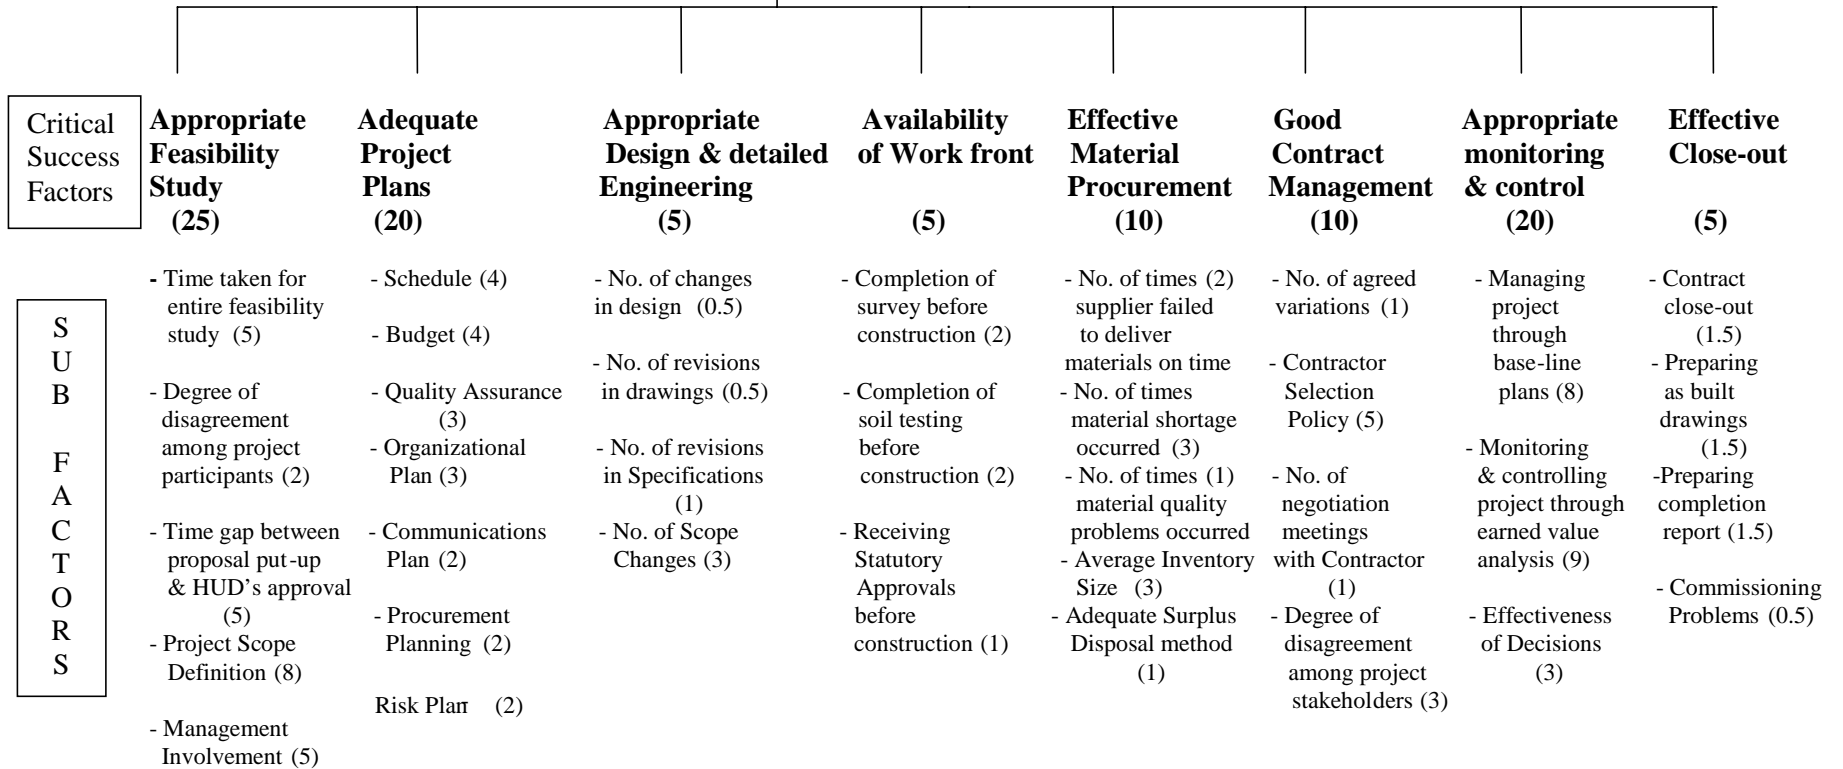 Critical
Success
Factors
Appropriate
Feasibility
Study
(25)
Adequate
Project
Plans
(20)
Appropriate
Design & detailed
Engineering
(5)
Availability
of Work front
(5)
Effective
Material
Procurement
(10)
Good
Contract
Management
(10)
Appropriate
monitoring
& control
(20)
Effective
Close-out
(5)
S
U
B
F
A
C
T
O
R
S
- Time taken for
entire feasibility
study (5)
- Degree of
disagreement
among project
participants (2)
- Time gap between
proposal put-up
& HUD’s approval
(5)
- Project Scope
Definition (8)
- Management
Involvement (5)
- Schedule (4)
- Budget (4)
- Quality Assurance
(3)
- Organizational
Plan (3)
- Communications
Plan (2)
- Procurement
Planning (2)
Risk Plan (2)
- No. of changes
in design (0.5)
- No. of revisions
in drawings (0.5)
- No. of revisions
in Specifications
(1)
- No. of Scope
Changes (3)
- Completion of
survey before
construction (2)
- Completion of
soil testing
before
construction (2)
- Receiving
Statutory
Approvals
before
construction (1)
- No. of times (2)
supplier failed
to deliver
materials on time
- No. of times
material shortage
occurred (3)
- No. of times (1)
material quality
problems occurred
- Average Inventory
Size (3)
- Adequate Surplus
Disposal method
(1)
- No. of agreed
variations (1)
- Contractor
Selection
Policy (5)
- No. of
negotiation
meetings
with Contractor
(1)
- Degree of
disagreement
among project
stakeholders (3)
- Managing
project
through
base-line
plans (8)
- Monitoring
& controlling
project through
earned value
analysis (9)
- Effectiveness
of Decisions
(3)
- Contract
close-out
(1.5)
- Preparing
as built
drawings
(1.5)
-Preparing
completion
report (1.5)
- Commissioning
Problems (0.5)